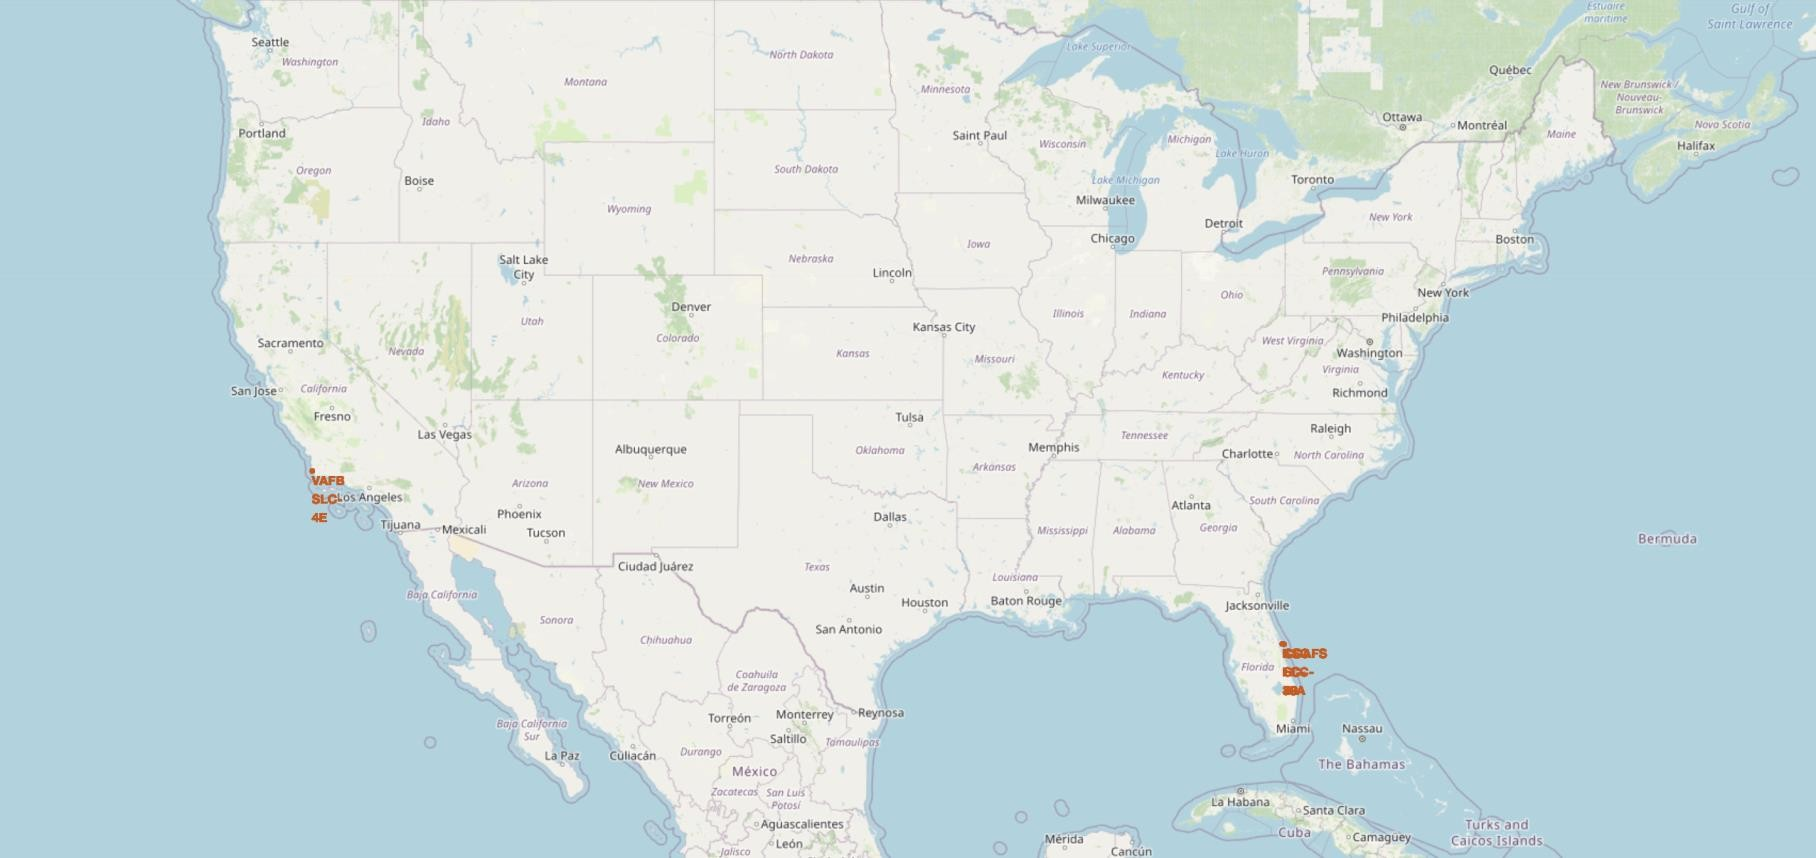 Estuaire
maritime
Gulf of
Saint Lawrence
Seattle
Washington
Lake Superior
North Dakota
Montana
Québec
Minnesota
New Brunswick /
Nouveau-
Brunswick
Idaho
Ottawa
Montréal
Nova Scotia
Portland
Saint Paul
Wisconsin
Michigan
Maine
Halifax
Lake Huron
Oregon
South Dakota
Boise
Lake Michigan
Toronto
Wyoming
Milwaukee
New York
Detroit
Chicago
Boston
Iowa
Salt Lake
City
Nebraska
Lincoln
Pennsylvania
New York
Ohio
Denver
Utah
Illinois
Indiana
Philadelphia
Kansas City
Sacramento
Nevada
Colorado
Kansas
Missouri
West Virginia
Washington
Virginia
Kentucky
San Jose
California
Richmond
Fresno
Las Vegas
Tulsa
Raleigh
Tennessee
Albuquerque
Oklahoma
Memphis
Charlotte
North Carolina
Arkansas
VAFB
SLC-
4E
Los Angeles
Arizona
New Mexico
South Carolina
Atlanta
Phoenix
Dallas
Tijuana
Mexicali
Tucson
Mississippi
Alabama
Georgia
Bermuda
Ciudad Juárez
Texas
Louisiana
Baja California
Austin
Houston
Baton Rouge
Jacksonville
Sonora
San Antonio
Chihuahua
Florida
Coahuila
de Zaragoza
Reynosa
Torreón
Monterrey
Baja California
Sur
Miami
Nassau
Saltillo
Tamaulipas
La Paz
Culiacán
Durango
The Bahamas
México
Zacatecas
San Luis
Potosí
La Habana
Santa Clara
Aguascalientes
Cuba
Camagüey
Turks and
Caicos Islands
León
Mérida
Jalisco
Cancún